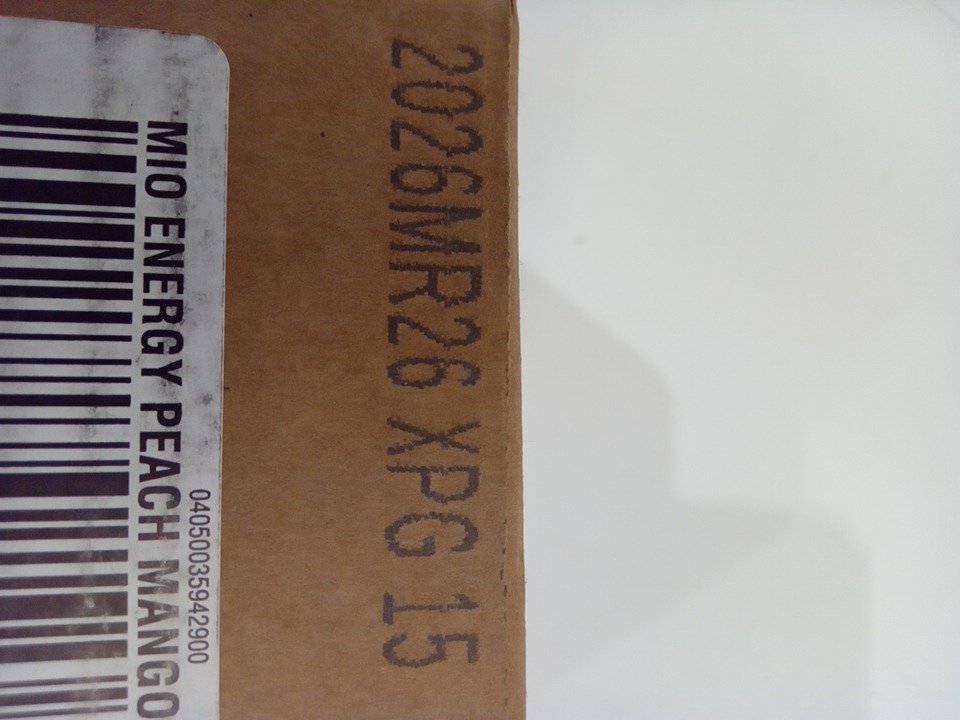 2026MR26 XPG 15
04050035942900
MIO ENERGY PEACH MANGO